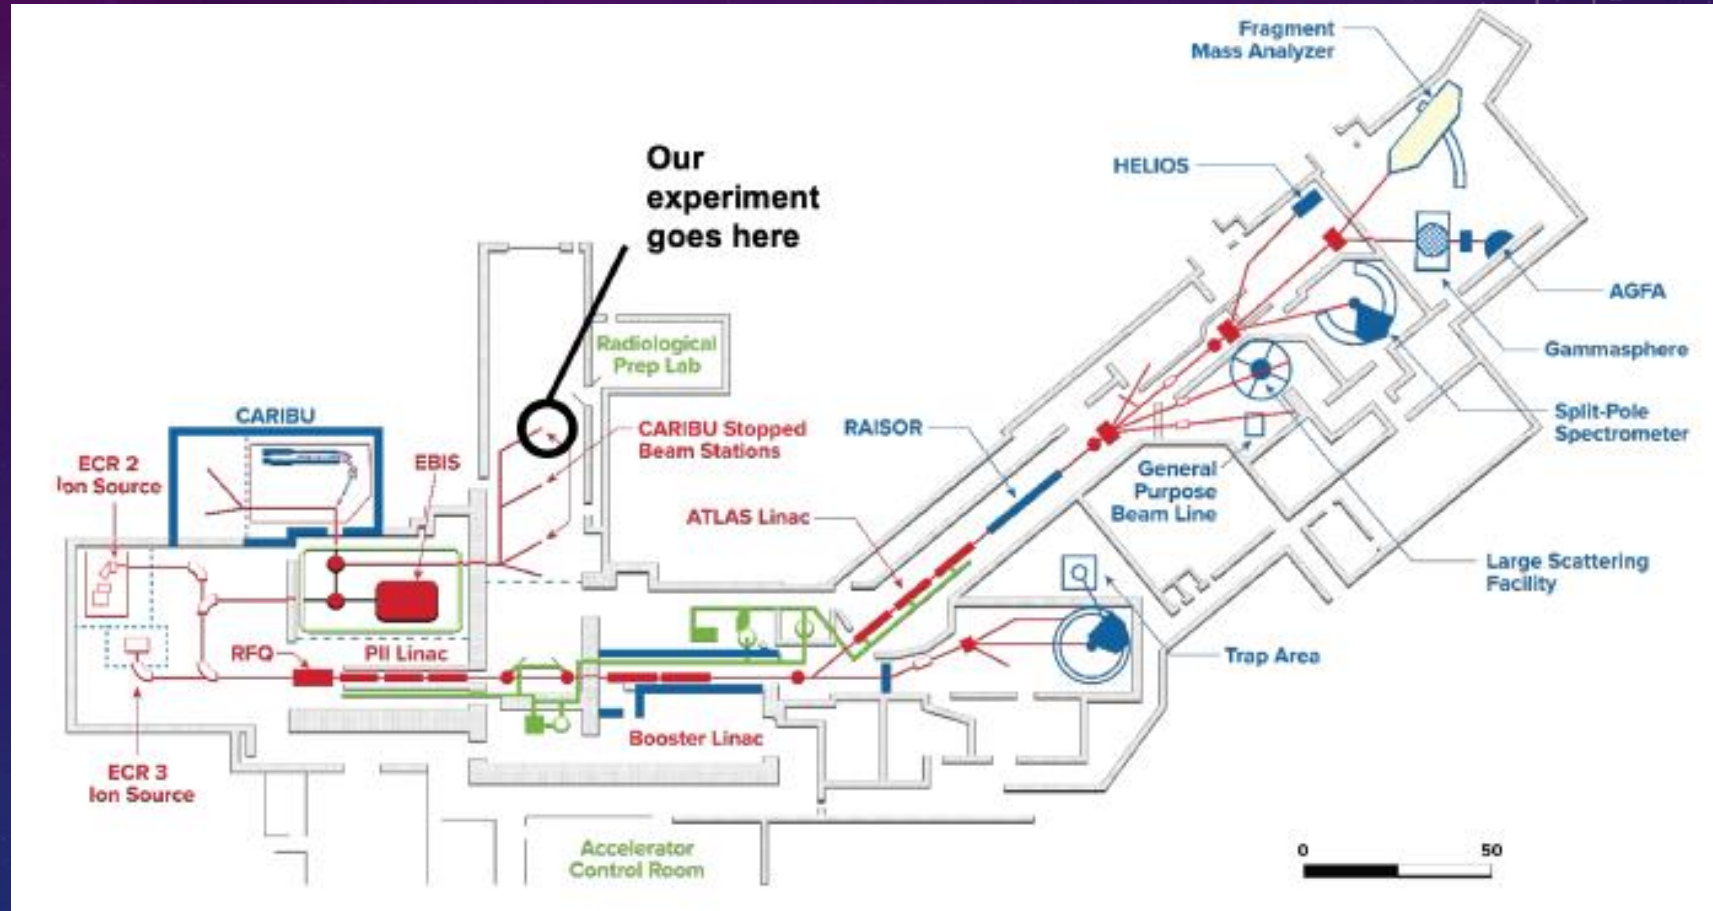 Fragment
Mass Analyzer
HELIOS
Our
experiment
goes here
AGFA
Gammasphere
Radiological
Prep Lab
CARIBU
CARIBU Stopped
Beam Stations
RAISOR
Split-Pole
Spectrometer
ECR 2
Ion Source
EBIS
General
Purpose
Beam Line
ATLAS Linac
Large Scattering
Facility
RFQ
PII Linac
Trap Area
Booster Linac
ECR 3
Ion Source
Accelerator
Control Room
0 50